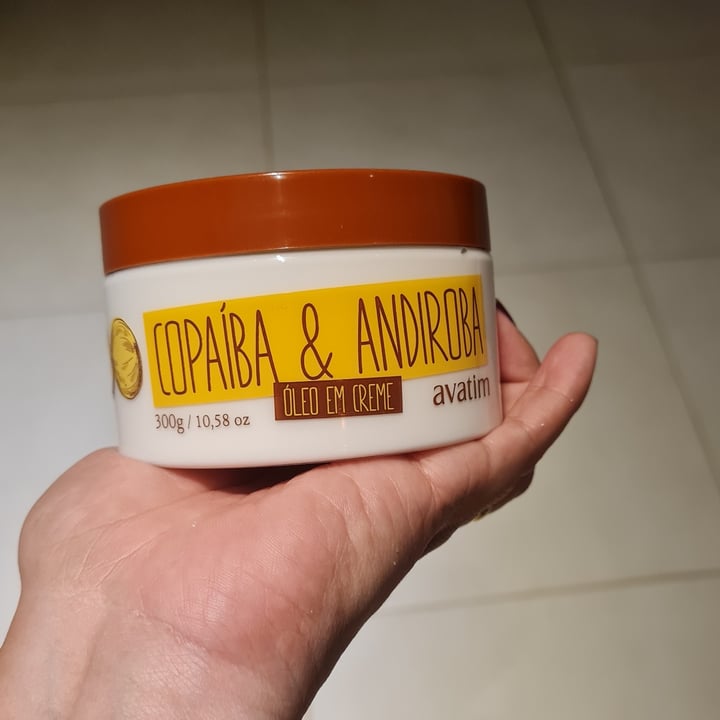 COPAÍBA & ANDIROBA
ÓLEO EM CREME
avatim
300g / 10,58 oz